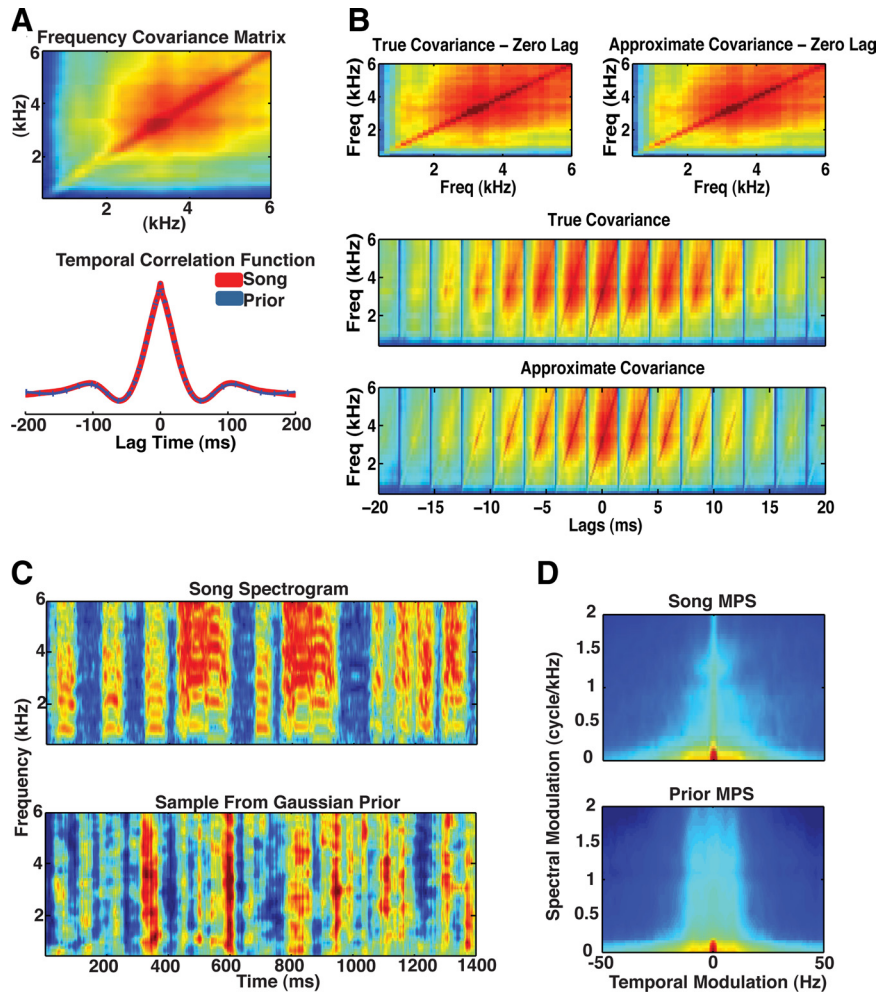 A
Frequency Covariance Matrix
6
4
2
(kHz)
2
4
6
(kHz)
Temporal Correlation Function
Song
Prior
-200
-100
0
100
200
Lag Time (ms)
B
True Covariance – Zero Lag
Approximate Covariance – Zero Lag
6
4
2
Freq (kHz)
2
4
6
Freq (kHz)
6
4
2
Freq (kHz)
2
4
6
Freq (kHz)
True Covariance
6
4
2
Freq (kHz)
Approximate Covariance
6
4
2
Freq (kHz)
−20
−15
−10
−5
0
5
10
15
20
Lags (ms)
C
Song Spectrogram
6
4
2
Frequency (kHz)
Sample From Gaussian Prior
6
4
2
200
400
600
800
1000
1200
1400
Time (ms)
D
Song MPS
2
1.5
1
0.5
0
Spectral Modulation (cycle/kHz)
Prior MPS
2
1.5
1
0.5
0
-50
0
50
Temporal Modulation (Hz)